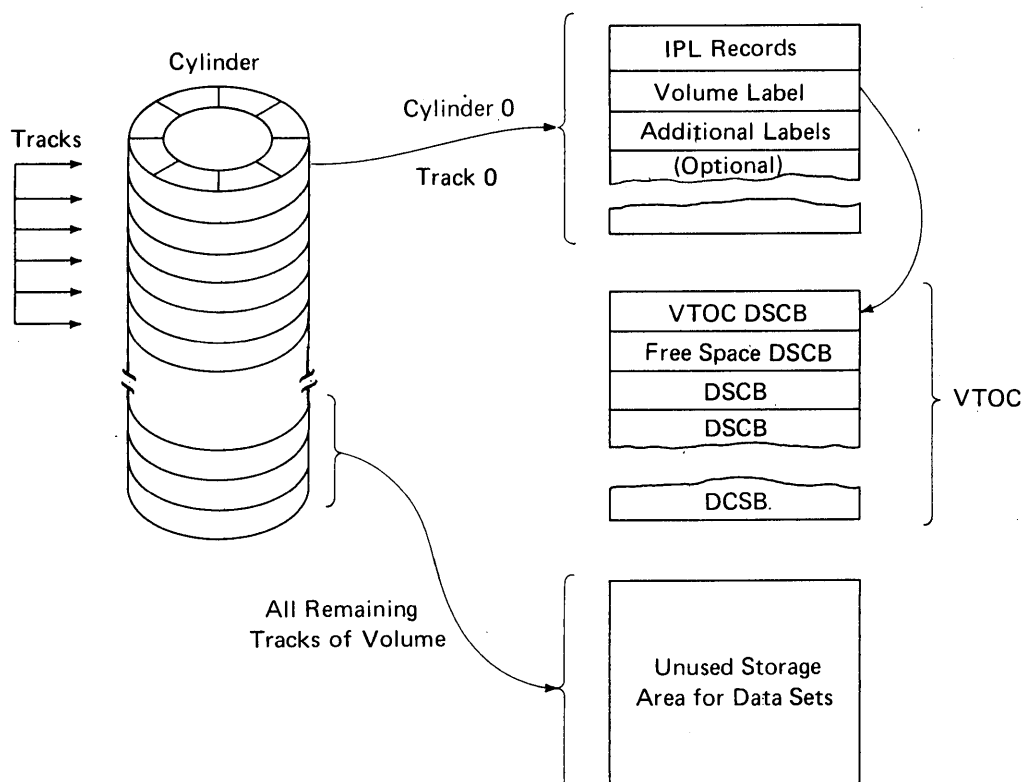 Cylinder
Tracks
Cylinder 0
Track 0
IPL Records
Volume Label
Additional Labels
(Optional)
VTOC DSCB
Free Space DSCB
DSCB
DSCB
DCSB.
VTOC
All Remaining
Tracks of Volume
Unused Storage
Area for Data Sets